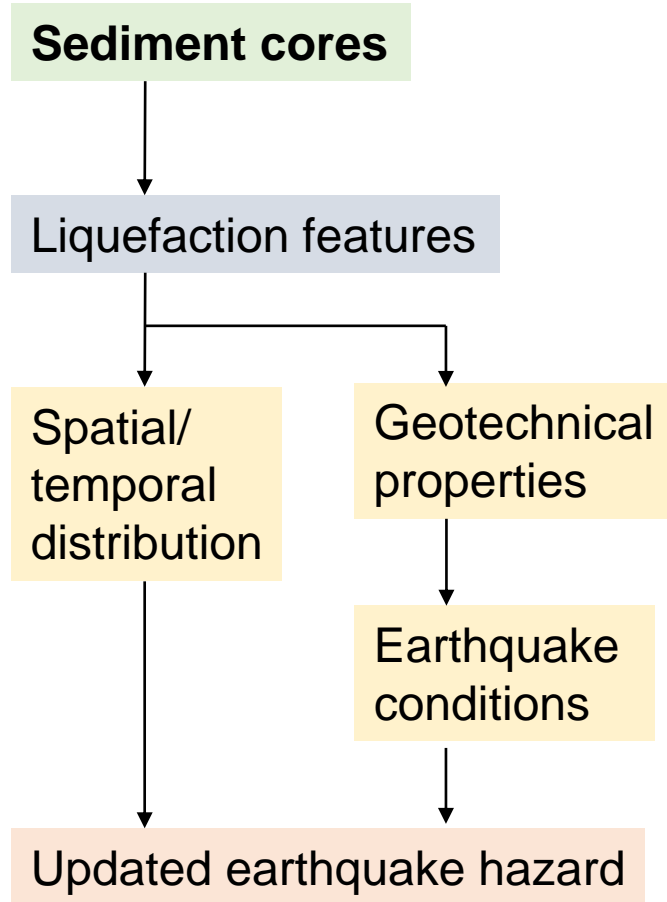 Sediment cores
Liquefaction features
Spatial/
temporal
distribution
Geotechnical
properties
Earthquake
conditions
Updated earthquake hazard